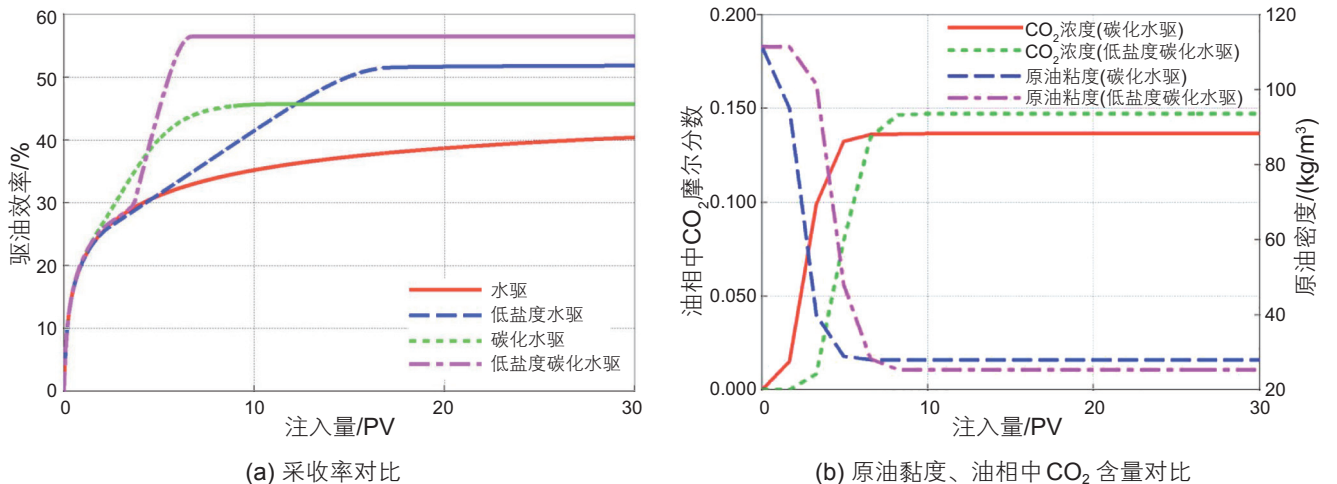 60
50
40
30
20
10
0
驱油效率/%
水驱
低盐度水驱
碳化水驱
低盐度碳化水驱
0
10
20
30
注入量/PV
(a) 采收率对比
0.200
0.150
0.100
0.050
0.000
油相中CO₂摩尔分数
CO₂浓度(碳化水驱)
CO₂浓度(低盐度碳化水驱)
原油粘度(碳化水驱)
原油粘度(低盐度碳化水驱)
120
100
80
60
40
20
原油密度/(kg/m³)
0
10
20
30
注入量/PV
(b) 原油黏度、油相中 CO₂ 含量对比